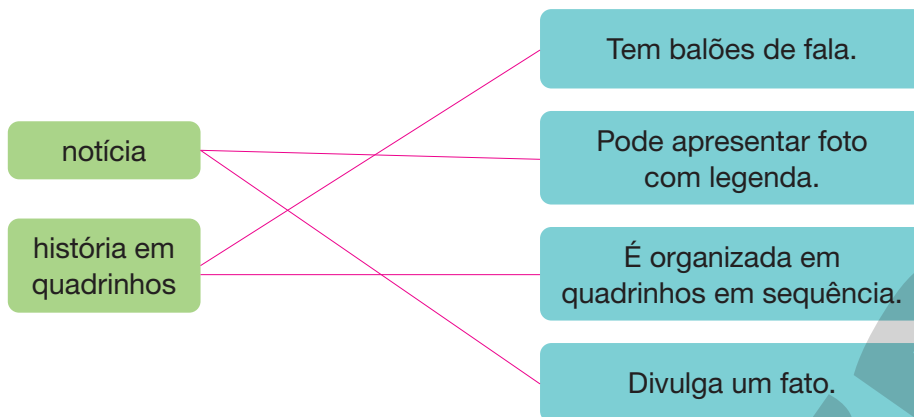 notícia
história em
quadrinhos
Tem balões de fala.
Pode apresentar foto
com legenda.
É organizada em
quadrinhos em sequência.
Divulga um fato.